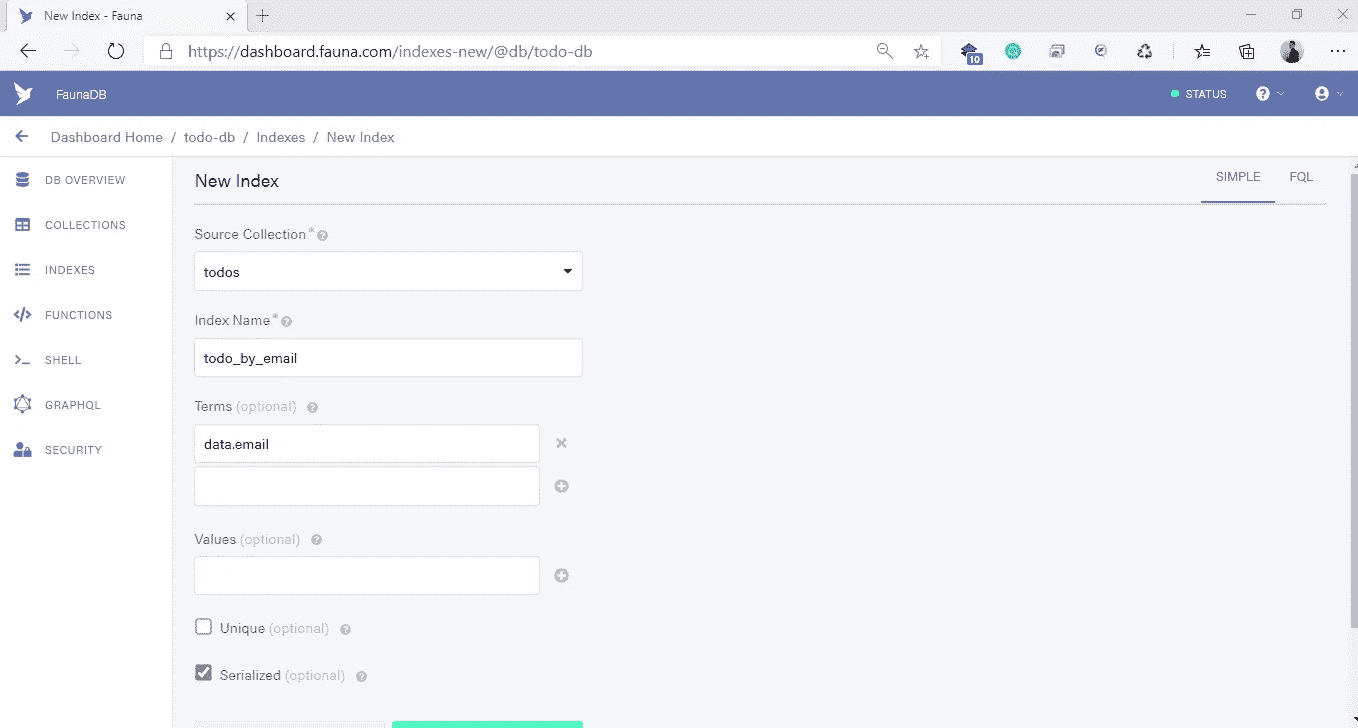 New Index - Fauna
https://dashboard.fauna.com/indexes-new/@db/todo-db
10
FaunaDB
STATUS
Dashboard Home / todo-db / Indexes / New Index
DB OVERVIEW
COLLECTIONS
INDEXES
FUNCTIONS
SHELL
GRAPHQL
SECURITY
New Index
SIMPLE
FQL
Source Collection*
todos
Index Name*
todo_by_email
Terms (optional)
data.email
Values (optional)
Unique (optional)
Serialized (optional)